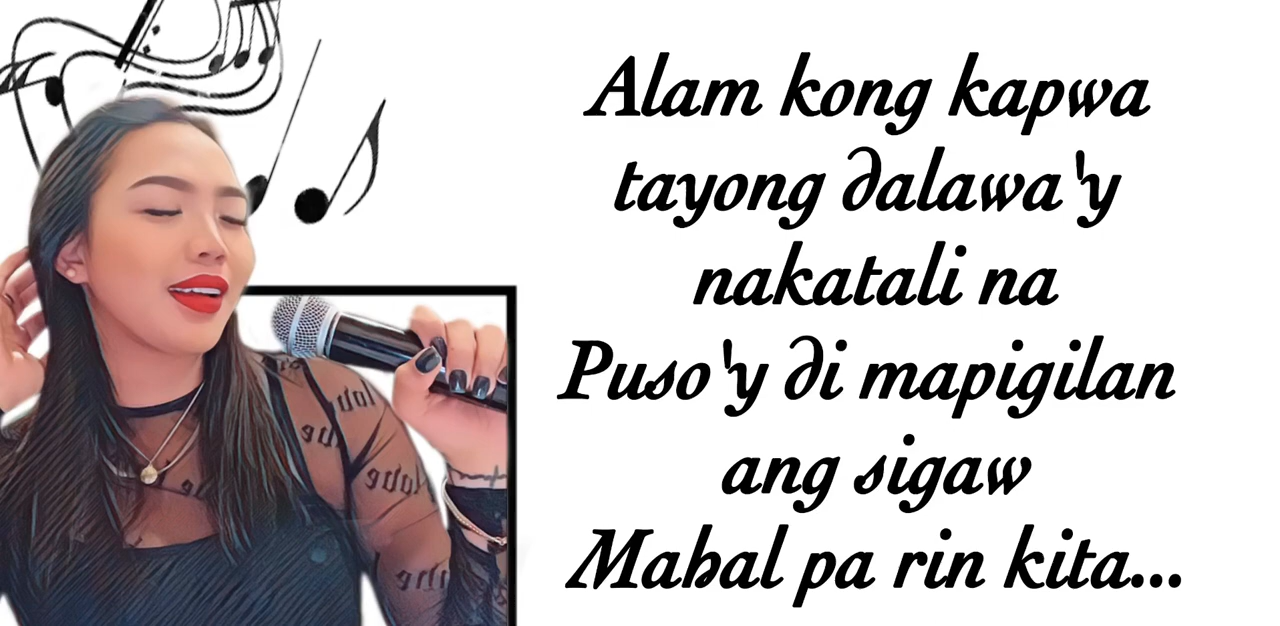 Alam kong kapwa
tayong dalawa'y
nakatali na
Puso'y di mapigilan
ang sigaw
Mahal pa rin kita...